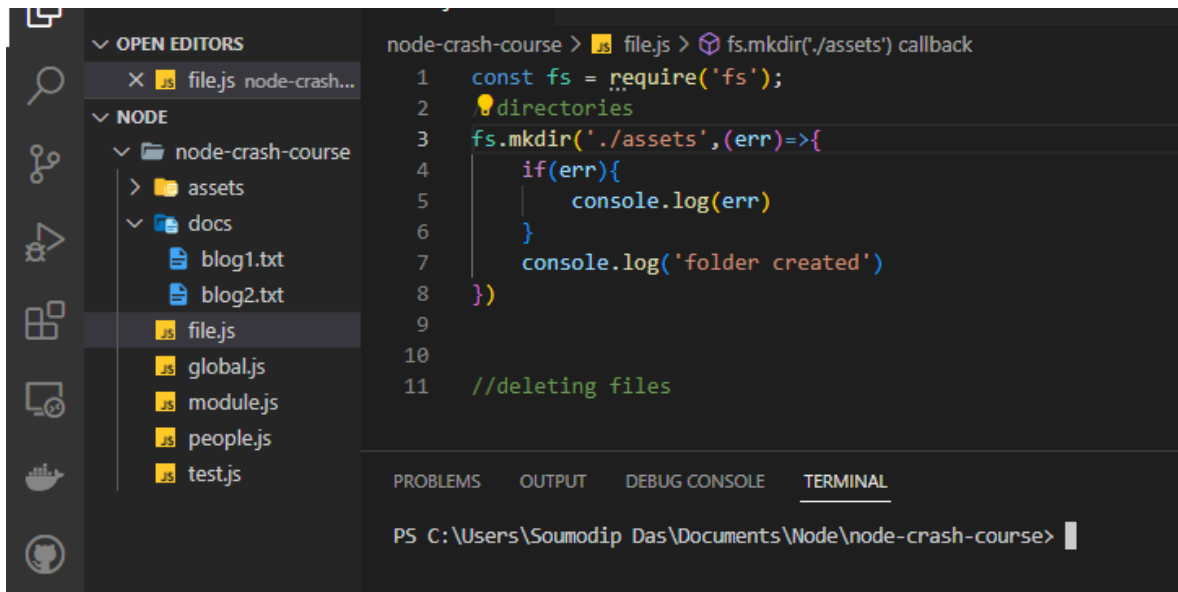 OPEN EDITORS
file.js node-crash...
NODE
node-crash-course
assets
docs
blog1.txt
blog2.txt
file.js
global.js
module.js
people.js
test.js
node-crash-course > JS file.js > fs.mkdir('./assets') callback
1 const fs = require('fs');
2 directories
3 fs.mkdir('./assets',(err)=>{
4 if(err){
5 console.log(err)
6 }
7 console.log('folder created')
8 })
9
10
11 //deleting files
PROBLEMS OUTPUT DEBUG CONSOLE TERMINAL
PS C:\Users\Soumodip Das\Documents\Node\node-crash-course>